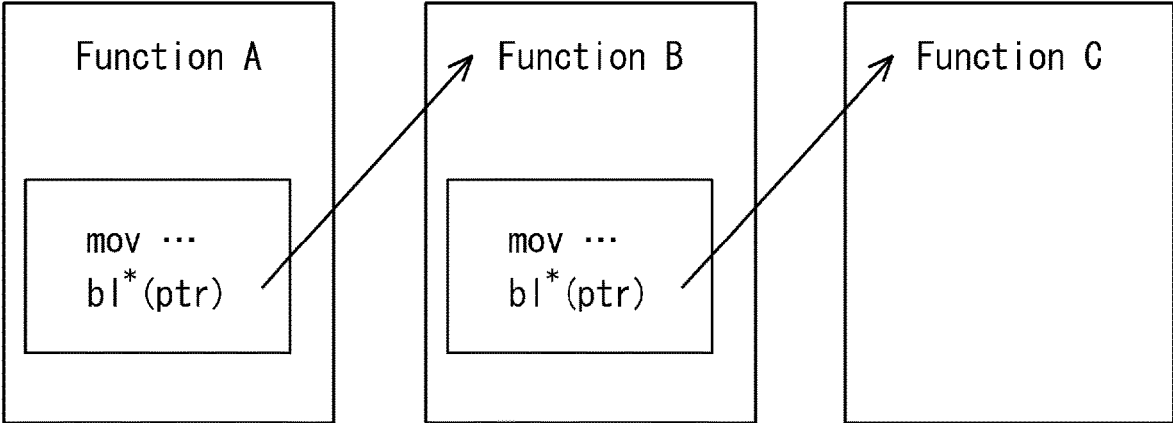 Function A
mov ⋯
bl*(ptr)
Function B
mov ⋯
bl*(ptr)
Function C